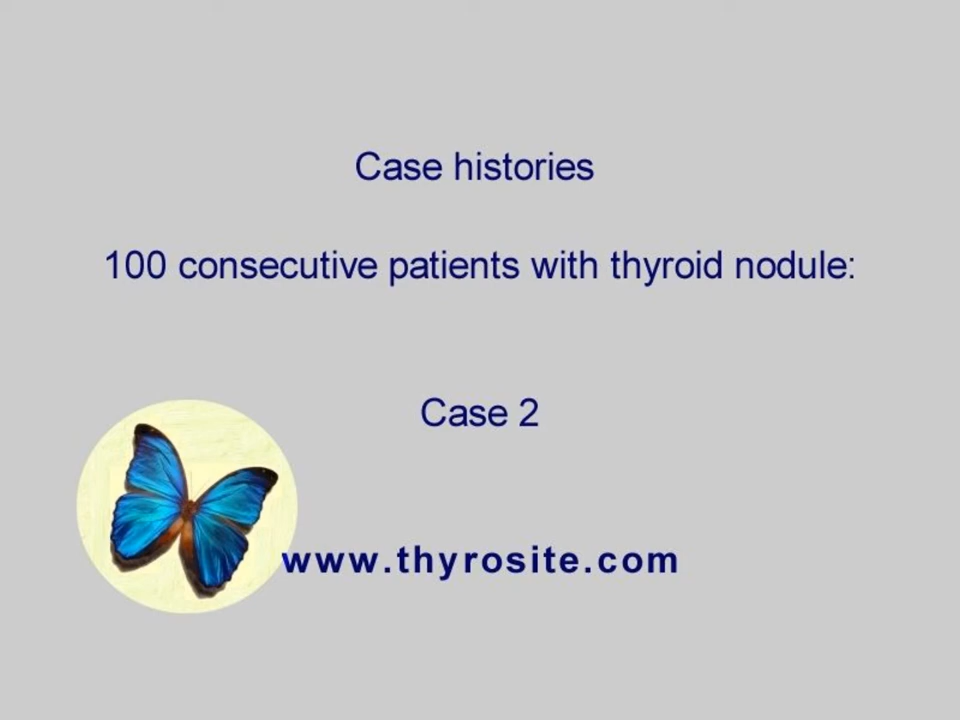 Case histories
100 consecutive patients with thyroid nodule:
Case 2
www.thyrosite.com